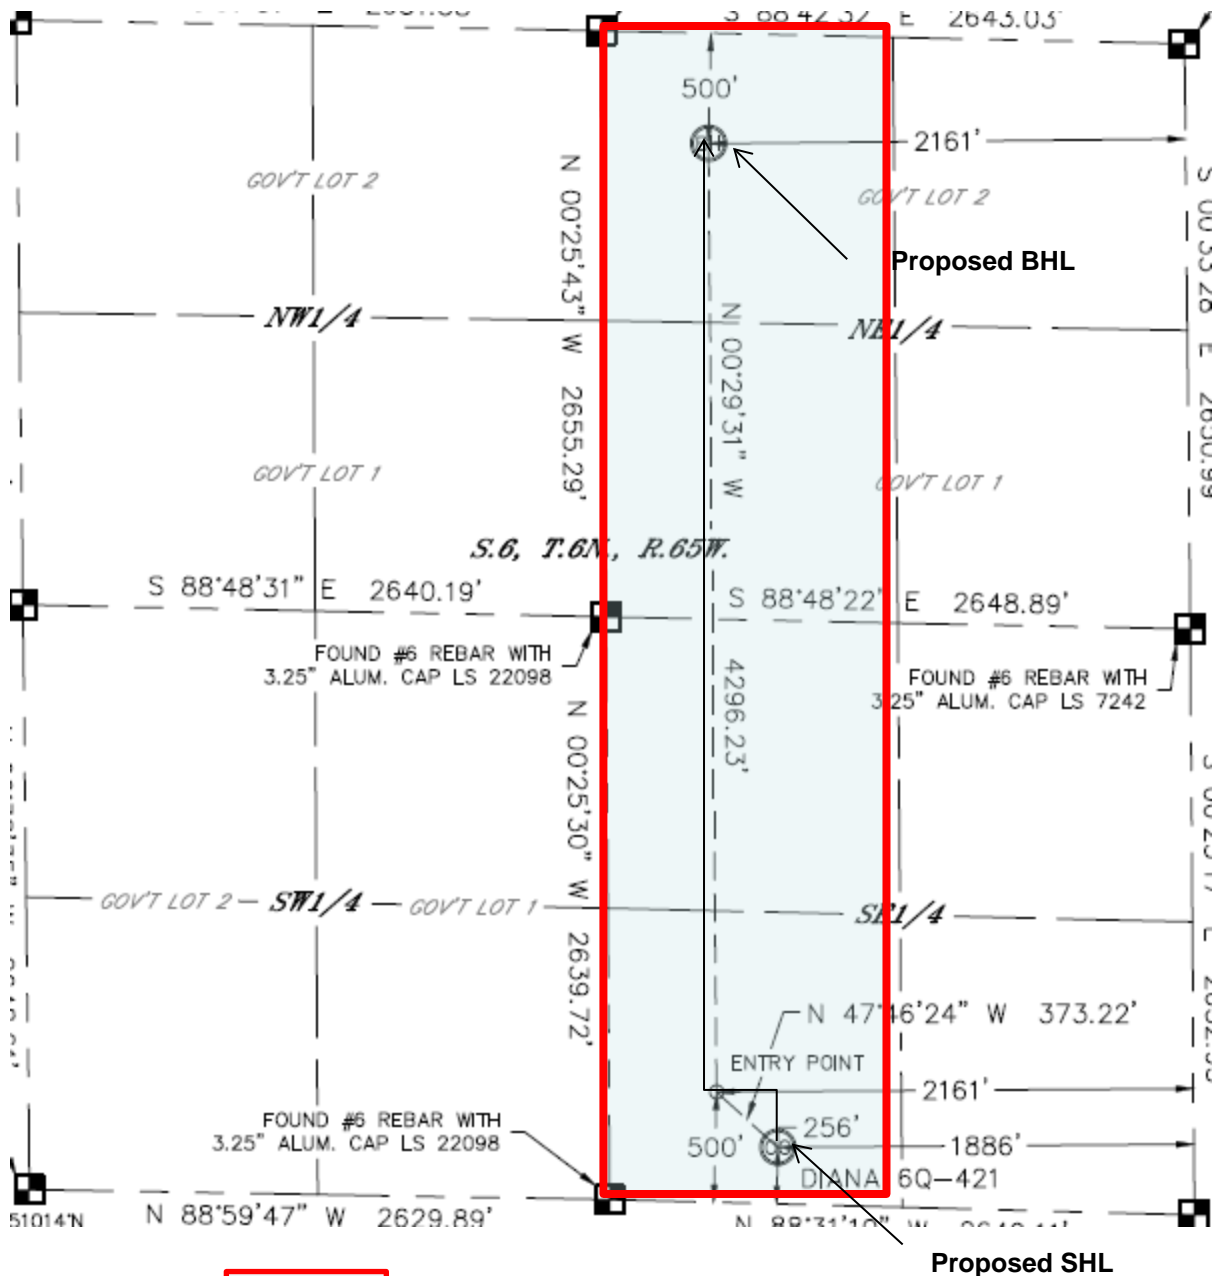 S 88°42'32" E 2643.03'
500'
2161'
GOV'T LOT 2
GOV'T LOT 2
Proposed BHL
N 00°25'43" W 2655.29'
N 00°29'31" W 4296.23'
NW1/4
NE1/4
GOV'T LOT 1
GOV'T LOT 1
S.6, T.6N., R.65W.
S 88°48'31" E 2640.19'
S 88°48'22" E 2648.89'
FOUND #6 REBAR WITH
3.25" ALUM. CAP LS 22098
FOUND #6 REBAR WITH
3.25" ALUM. CAP LS 7242
N 00°25'30" W 2639.72'
GOV'T LOT 2
SW1/4
GOV'T LOT 1
SE1/4
N 47°46'24" W 373.22'
ENTRY POINT
2161'
FOUND #6 REBAR WITH
3.25" ALUM. CAP LS 22098
500'
256'
1886'
DIANA 6Q-421
51014'N
N 88°59'47" W 2629.89'
Proposed SHL